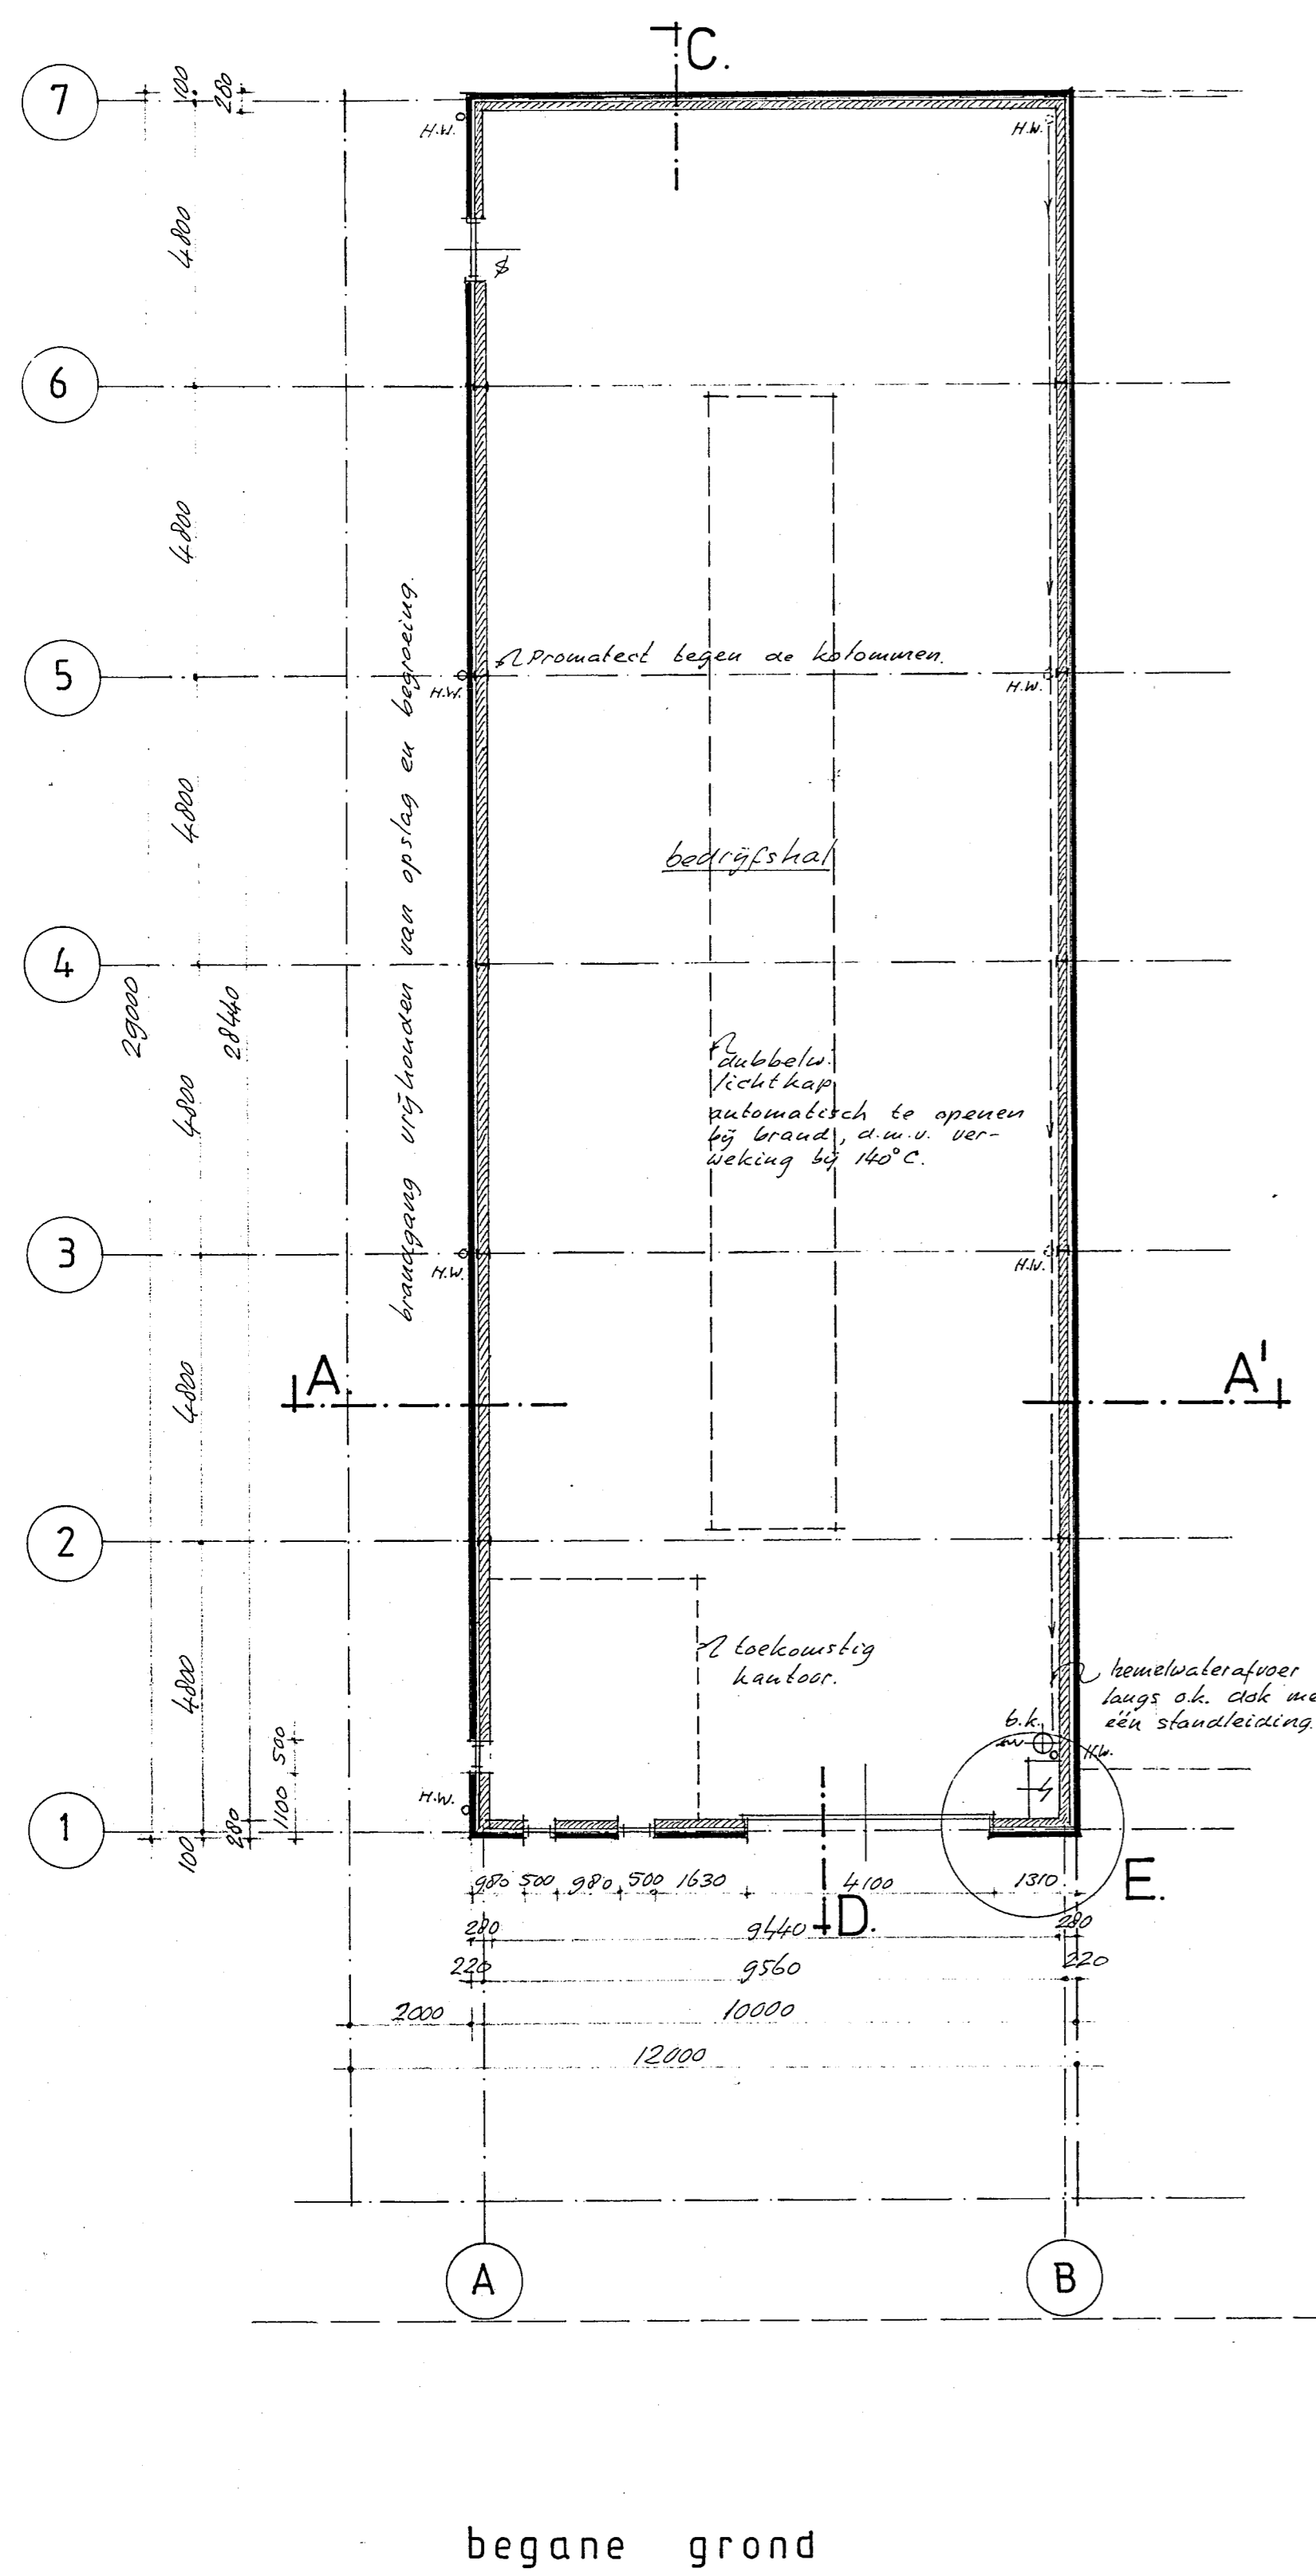 C.
7
100
280
H.W.
H.W.
4800
$
6
4800
brandgang vrijhouden van opslag en begroeiing.
Promatect tegen de kolommen.
5
H.W.
H.W.
4800
bedrijfshal
4
29000
28440
dubbelw.
lichtkap
automatisch te openen
bij brand, d.m.v. ver-
weking bij 140°C.
4800
3
H.W.
H.W.
A.
A'
4800
2
toekomstig
kantoor.
4800
hemelwaterafvoer
langs o.k. dak me
één standleiding.
b.k.
H.W.
500
1100
H.W.
1
100
280
E.
980 500 980 500 1630 4100 1310
D.
280 9440 280
220 9560 220
2000 10000
12000
A
B
begane grond